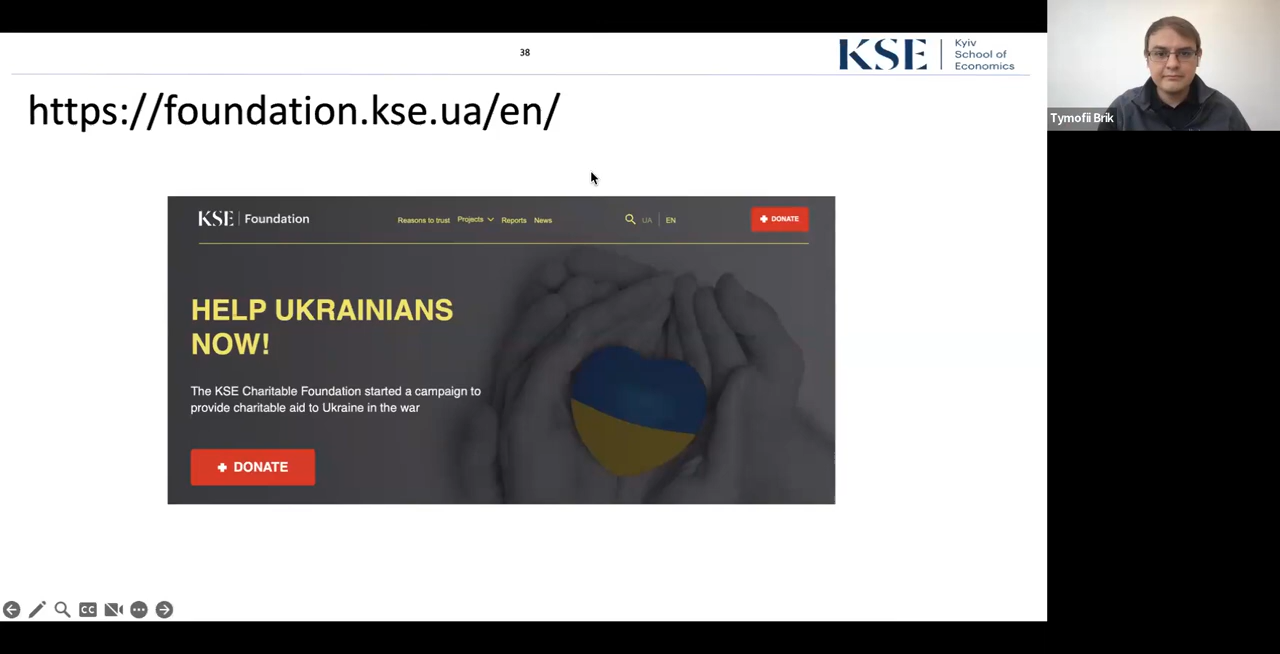 38
KSE
Kyiv
School of
Economics
https://foundation.kse.ua/en/
KSE | Foundation
Reasons to trust Projects Reports News
UA | EN
DONATE
HELP UKRAINIANS
NOW!
The KSE Charitable Foundation started a campaign to
provide charitable aid to Ukraine in the war
DONATE
CC
Tymofii Brik